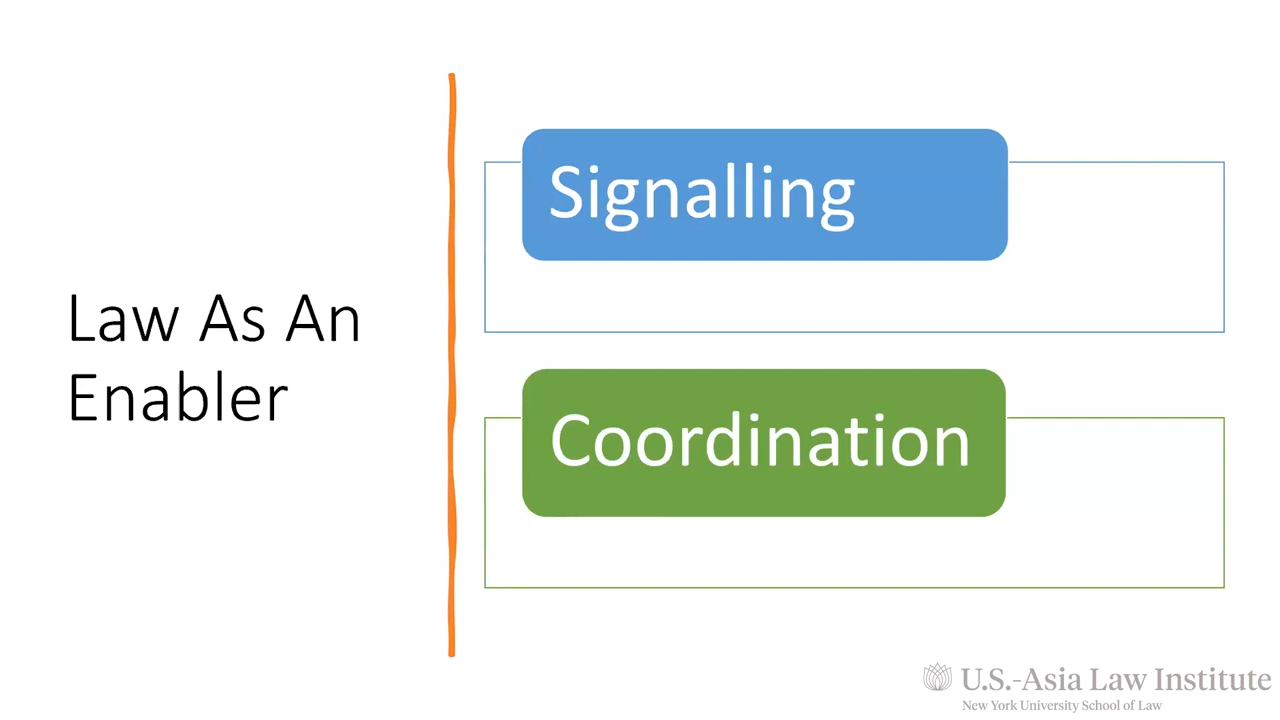 Law As An
Enabler
Signalling
Coordination
U.S.-Asia Law Institute
New York University School of Law